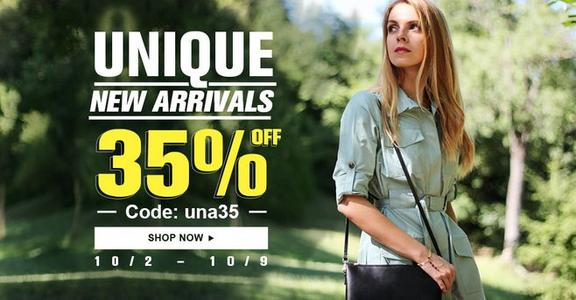 UNIQUE
NEW ARRIVALS
35% OFF
Code: una35
SHOP NOW
10/2 - 10/9